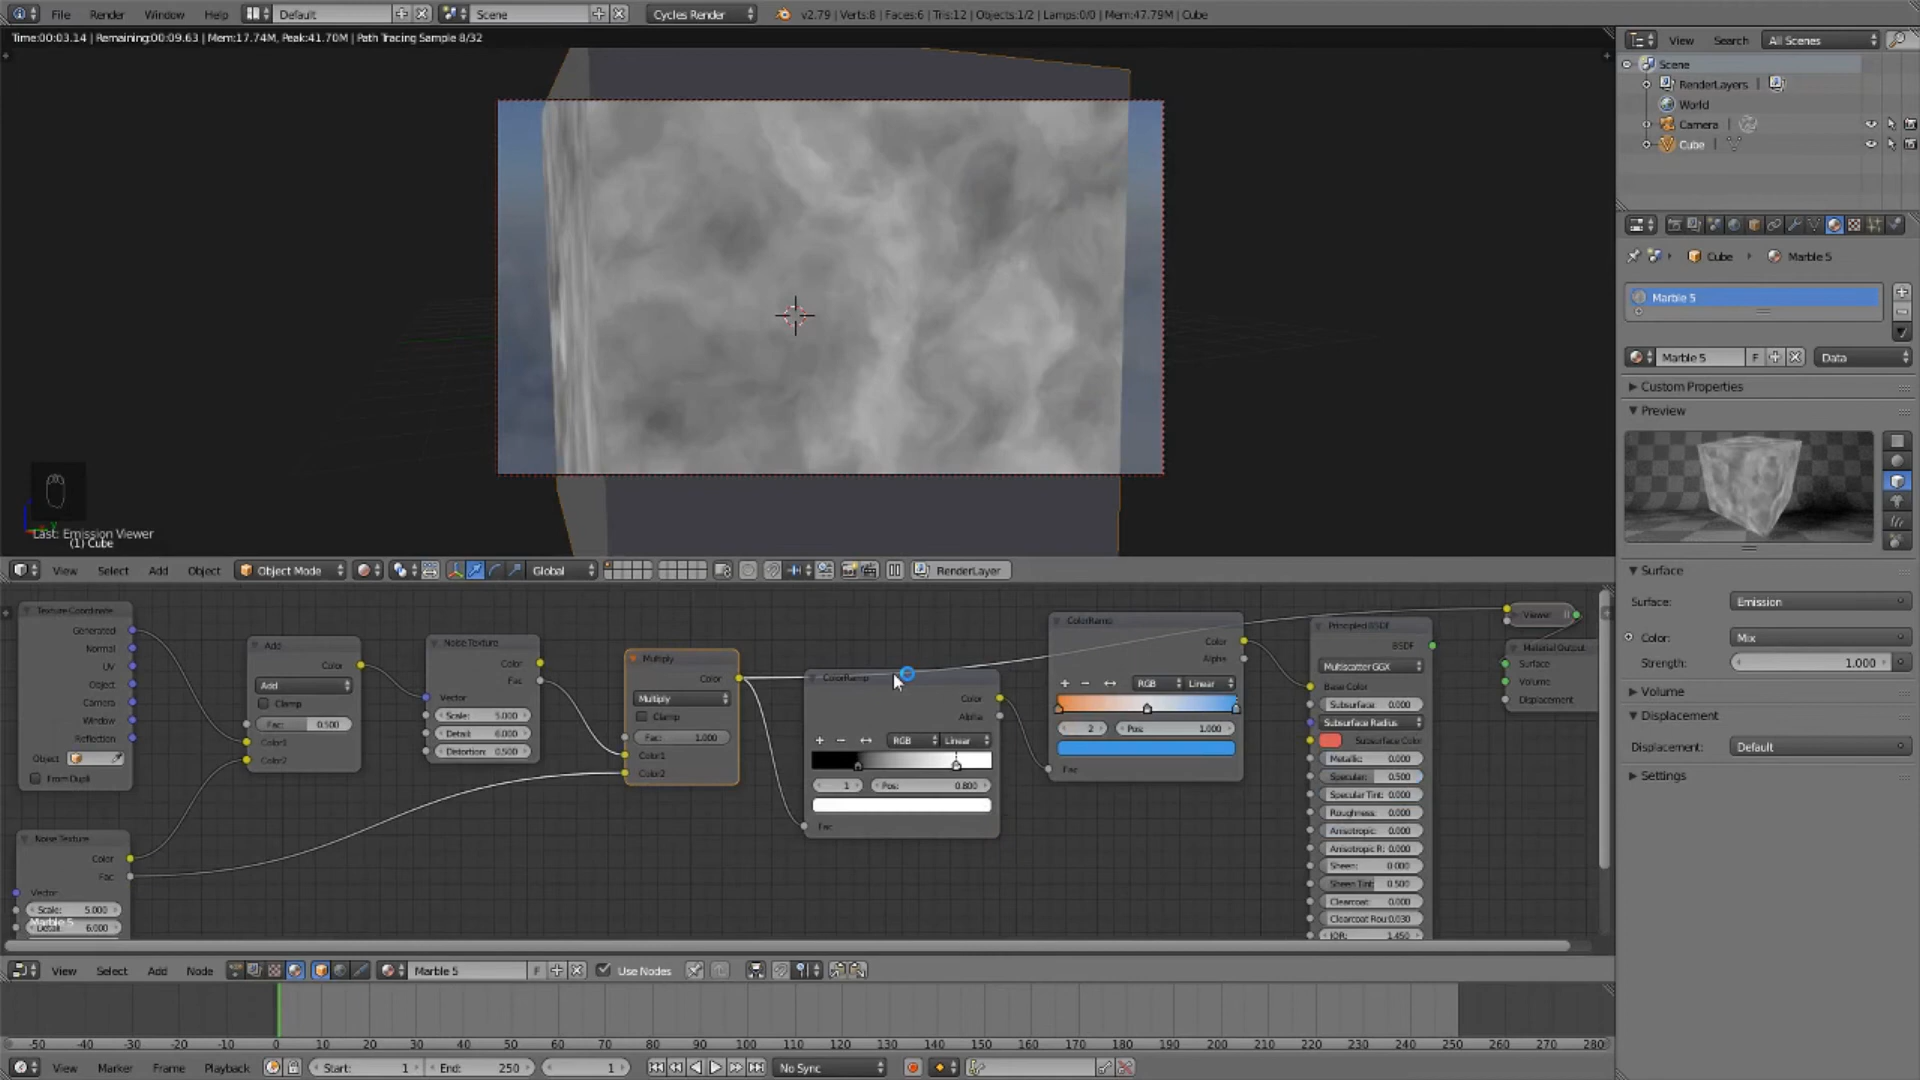 File Render Window Help Default Scene Cycles Render v2.79 | Verts:8 | Faces:6 | Tris:12 | Objects:1/2 | Lamps:0/0 | Mem:47.79M | Cube
Time:00:03.14 | Remaining:00:09.63 | Mem:17.74M, Peak:41.70M | Path Tracing Sample 8/32
View Search All Scenes
Scene
RenderLayers
World
Camera
Cube
Cube Marble 5
Marble 5
Marble 5 F Data
Custom Properties
Preview
Last: Emission Viewer
(1) Cube
View Select Add Object Object Mode Global RenderLayer
Surface
Surface: Emission
Color: Mix
Strength: 1.000
Volume
Displacement
Displacement: Default
Settings
Texture Coordinate
Generated
Normal
UV
Object
Camera
Window
Reflection
Object
From Dupli
Noise Texture
Color
Fac
Vector
Scale: 5.000
Marble 5
Detail: 6.000
Add
Color
Add
Clamp
Fac: 0.500
Color1
Color2
Noise Texture
Color
Fac
Vector
Scale: 5.000
Detail: 6.000
Distortion: 0.500
Multiply
Color
Multiply
Clamp
Fac: 1.000
Color1
Color2
ColorRamp
Color
Alpha
RGB Linear
1 Pos: 0.800
Fac
ColorRamp
Color
Alpha
RGB Linear
2 Pos: 1.000
Fac
Principled BSDF
BSDF
Multiscatter GGX
Base Color
Subsurface: 0.000
Subsurface Radius
Subsurface Color
Metallic: 0.000
Specular: 0.500
Specular Tint: 0.000
Roughness: 0.000
Anisotropic: 0.000
Anisotropic R: 0.000
Sheen: 0.000
Sheen Tint: 0.500
Clearcoat: 0.000
Clearcoat Rou:0.030
IOR: 1.450
Viewer
Material Output
Surface
Volume
Displacement
View Select Add Node Marble 5 F Use Nodes
-50 -40 -30 -20 -10 0 10 20 30 40 50 60 70 80 90 100 110 120 130 140 150 160 170 180 190 200 210 220 230 240 250 260 270 280
View Marker Frame Playback Start: 1 End: 250 1 No Sync